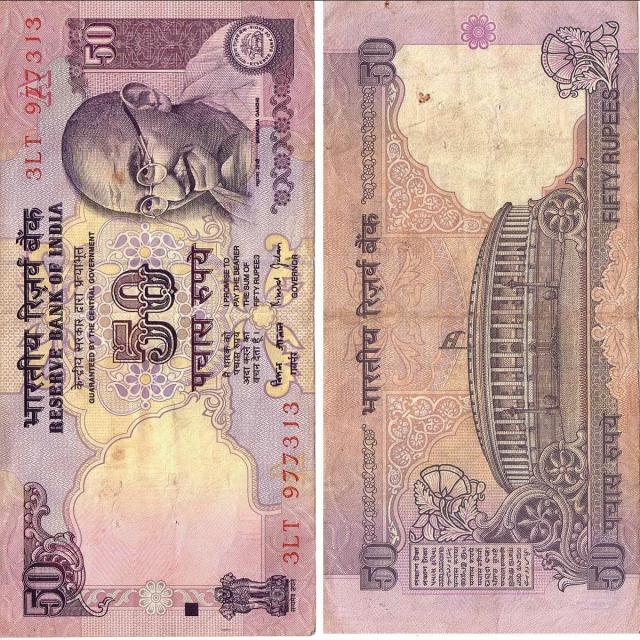 भारतीय रिज़र्व बैंक
RESERVE BANK OF INDIA
केन्द्रीय सरकार द्वारा प्रत्याभूत
GUARANTEED BY THE CENTRAL GOVERNMENT
3LT 977313
50
50
पचास रुपये
मैं धारक को
पचास रुपये
अदा करने का
वचन देता हूँ।
I PROMISE TO
PAY THE BEARER
THE SUM OF
FIFTY RUPEES
गवर्नर
GOVERNOR
महात्मा गांधी
MAHATMA GANDHI
50
3LT 977313
सत्यमेव जयते
50
भारतीय रिज़र्व बैंक
50
50
पचास रुपये
FIFTY RUPEES